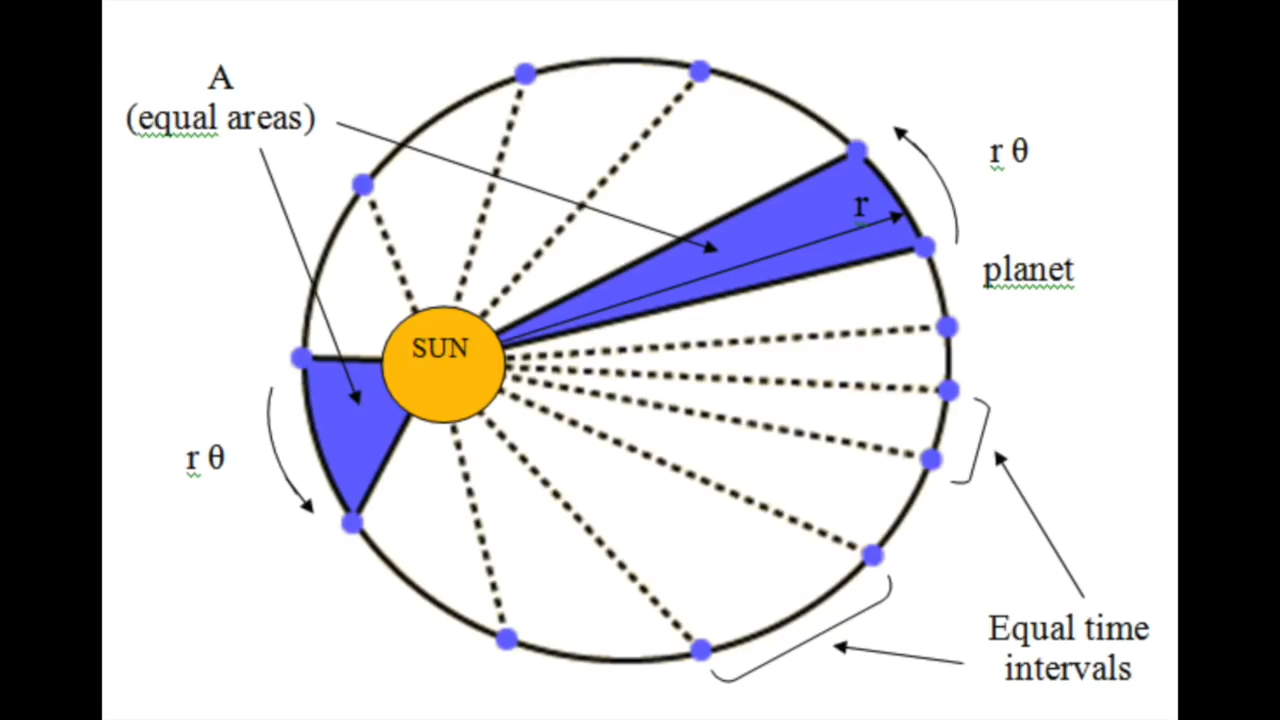 A
(equal areas)
r θ
r
planet
SUN
r θ
Equal time
intervals